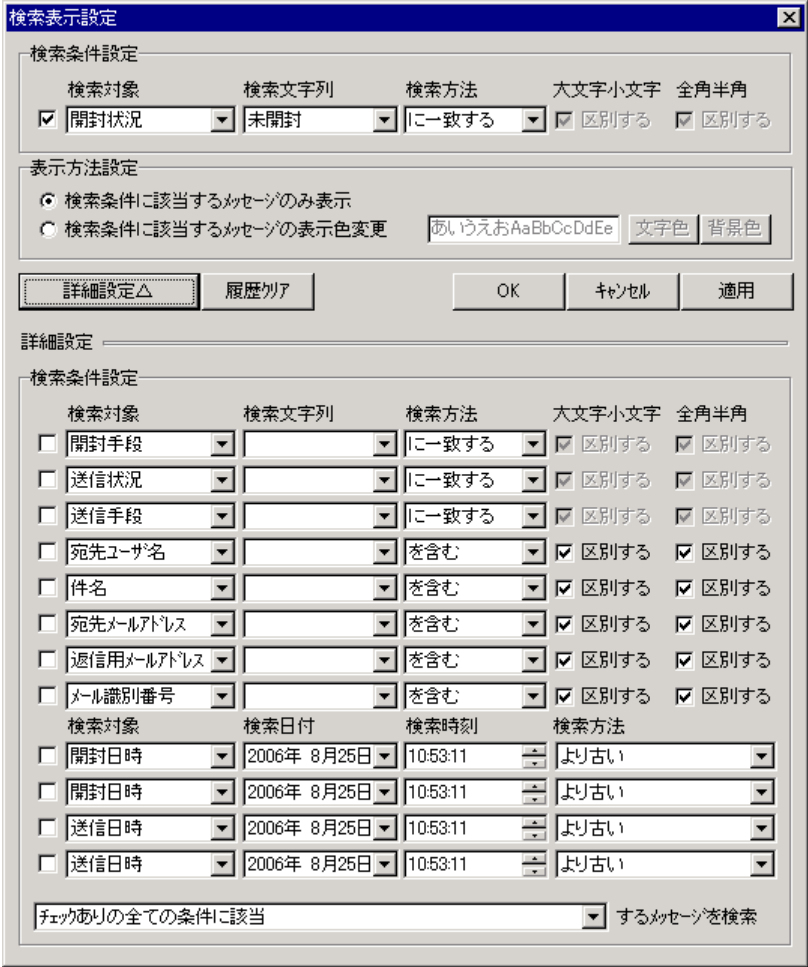 検索表示設定
検索条件設定
検索対象 検索文字列 検索方法 大文字小文字 全角半角
開封状況 未開封 に一致する 区別する 区別する
表示方法設定
検索条件に該当するﾒｯｾｰｼﾞのみ表示
検索条件に該当するﾒｯｾｰｼﾞの表示色変更 あいうえおAaBbCcDdEe 文字色 背景色
詳細設定△ 履歴ｸﾘｱ OK ｷｬﾝｾﾙ 適用
詳細設定
検索条件設定
検索対象 検索文字列 検索方法 大文字小文字 全角半角
開封手段 に一致する 区別する 区別する
送信状況 に一致する 区別する 区別する
送信手段 に一致する 区別する 区別する
宛先ﾕｰｻﾞ名 を含む 区別する 区別する
件名 を含む 区別する 区別する
宛先ﾒｰﾙｱﾄﾞﾚｽ を含む 区別する 区別する
返信用ﾒｰﾙｱﾄﾞﾚｽ を含む 区別する 区別する
ﾒｰﾙ識別番号 を含む 区別する 区別する
検索対象 検索日付 検索時刻 検索方法
開封日時 2006年 8月25日 10:53:11 より古い
開封日時 2006年 8月25日 10:53:11 より古い
送信日時 2006年 8月25日 10:53:11 より古い
送信日時 2006年 8月25日 10:53:11 より古い
ﾁｪｯｸありの全ての条件に該当 するﾒｯｾｰｼﾞを検索